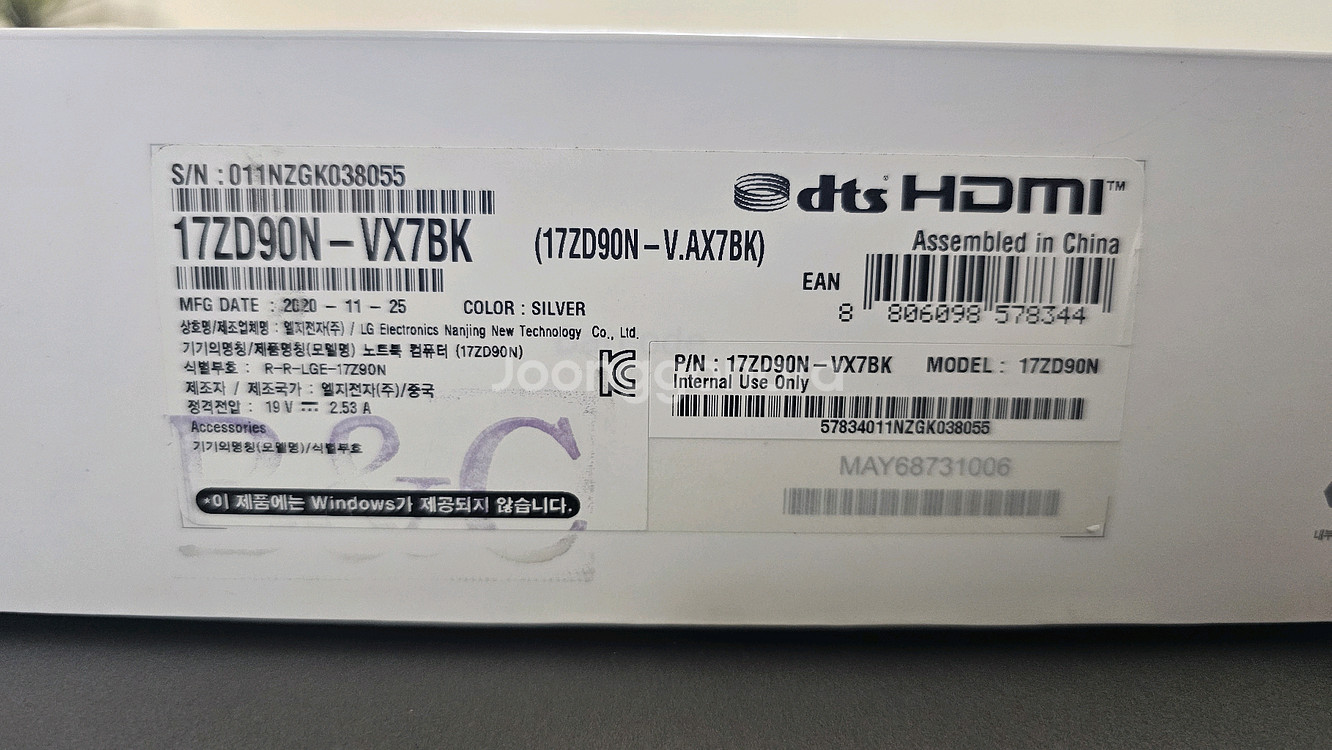 S/N : 011NZGK038055
dts HDMI™
17ZD90N – VX7BK (17ZD90N – V.AX7BK)
Assembled in China
EAN
8 806098 578344
MFG DATE : 2020 – 11 – 25 COLOR : SILVER
상호명/제조업체명 : 엘지전자(주) / LG Electronics Nanjing New Technology Co., Ltd.
기기의명칭/제품명칭(모델명) 노트북 컴퓨터 (17ZD90N)
식별부호 : R-R-LGE-17Z90N
제조자 / 제조국가 : 엘지전자(주)/중국
정격전압 : 19 V ⎓ 2.53 A
Accessories
기기의명칭(모델명)/식별부호
*이 제품에는 Windows가 제공되지 않습니다.
P/N : 17ZD90N – VX7BK MODEL : 17ZD90N
Internal Use Only
57834011NZGK038055
MAY68731006
P&C